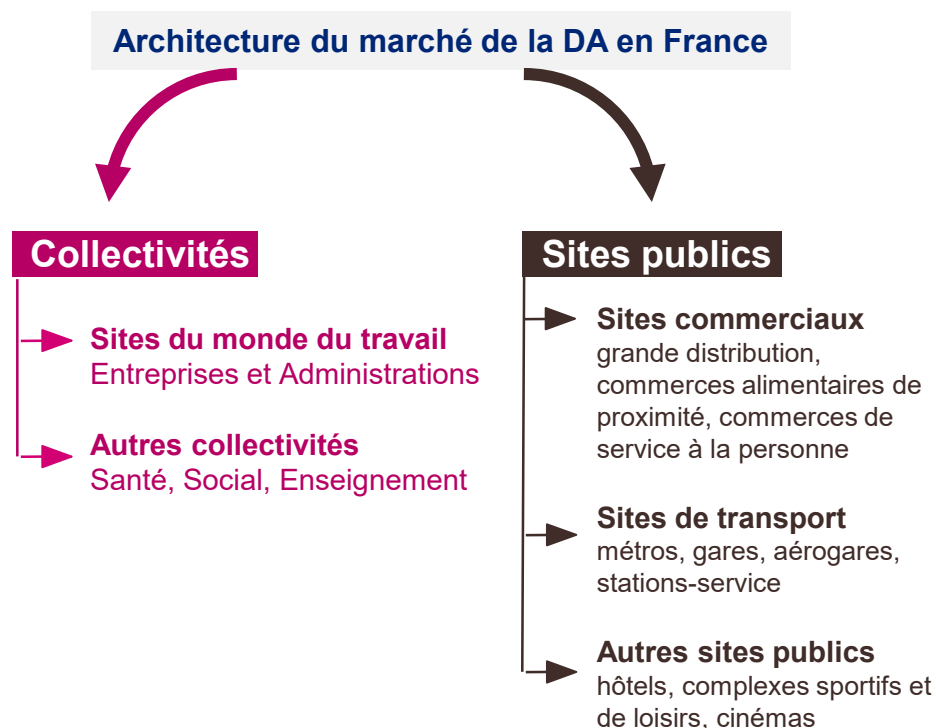 Architecture du marché de la DA en France
Collectivités
Sites du monde du travail
Entreprises et Administrations
Autres collectivités
Santé, Social, Enseignement
Sites publics
Sites commerciaux
grande distribution,
commerces alimentaires de
proximité, commerces de
service à la personne
Sites de transport
métros, gares, aérogares,
stations-service
Autres sites publics
hôtels, complexes sportifs et
de loisirs, cinémas